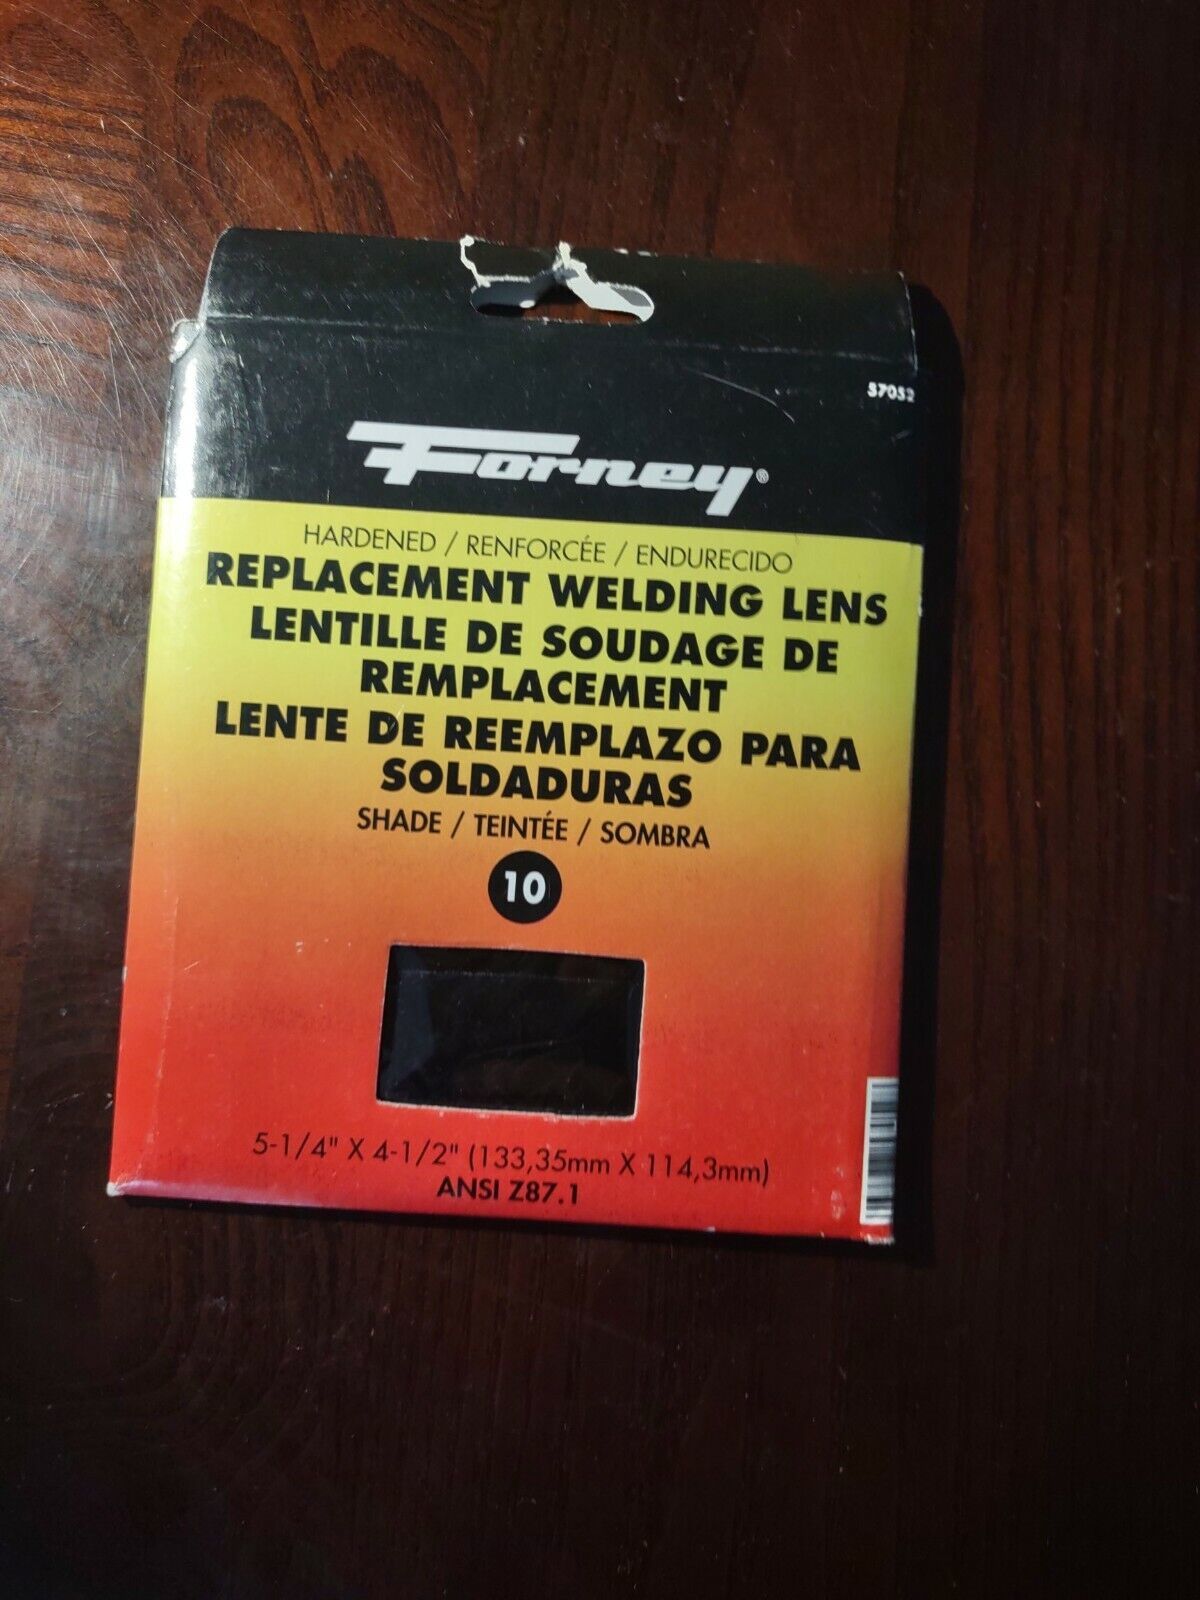 57052
Forney®
HARDENED / RENFORCÉE / ENDURECIDO
REPLACEMENT WELDING LENS
LENTILLE DE SOUDAGE DE
REMPLACEMENT
LENTE DE REEMPLAZO PARA
SOLDADURAS
SHADE / TEINTÉE / SOMBRA
10
5-1/4" X 4-1/2" (133,35mm X 114,3mm)
ANSI Z87.1